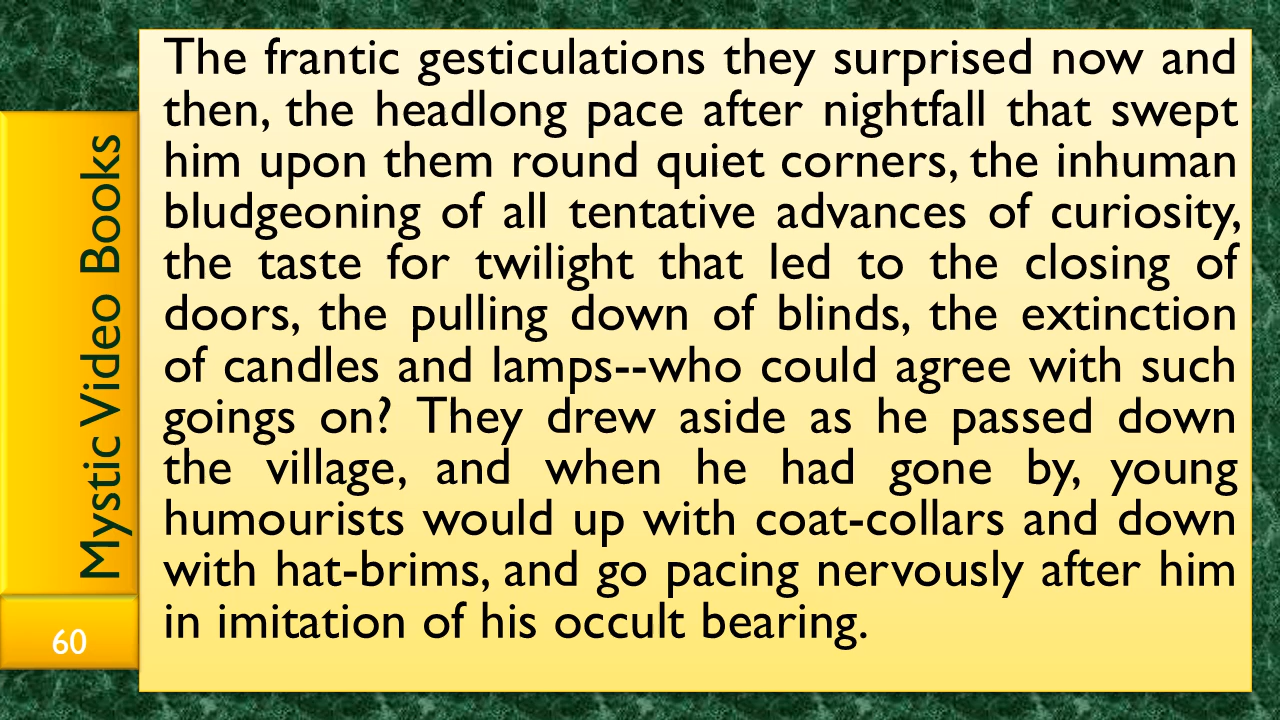 The frantic gesticulations they surprised now and
then, the headlong pace after nightfall that swept
him upon them round quiet corners, the inhuman
bludgeoning of all tentative advances of curiosity,
the taste for twilight that led to the closing of
doors, the pulling down of blinds, the extinction
of candles and lamps--who could agree with such
goings on? They drew aside as he passed down
the village, and when he had gone by, young
humourists would up with coat-collars and down
with hat-brims, and go pacing nervously after him
in imitation of his occult bearing.
Mystic Video Books
60